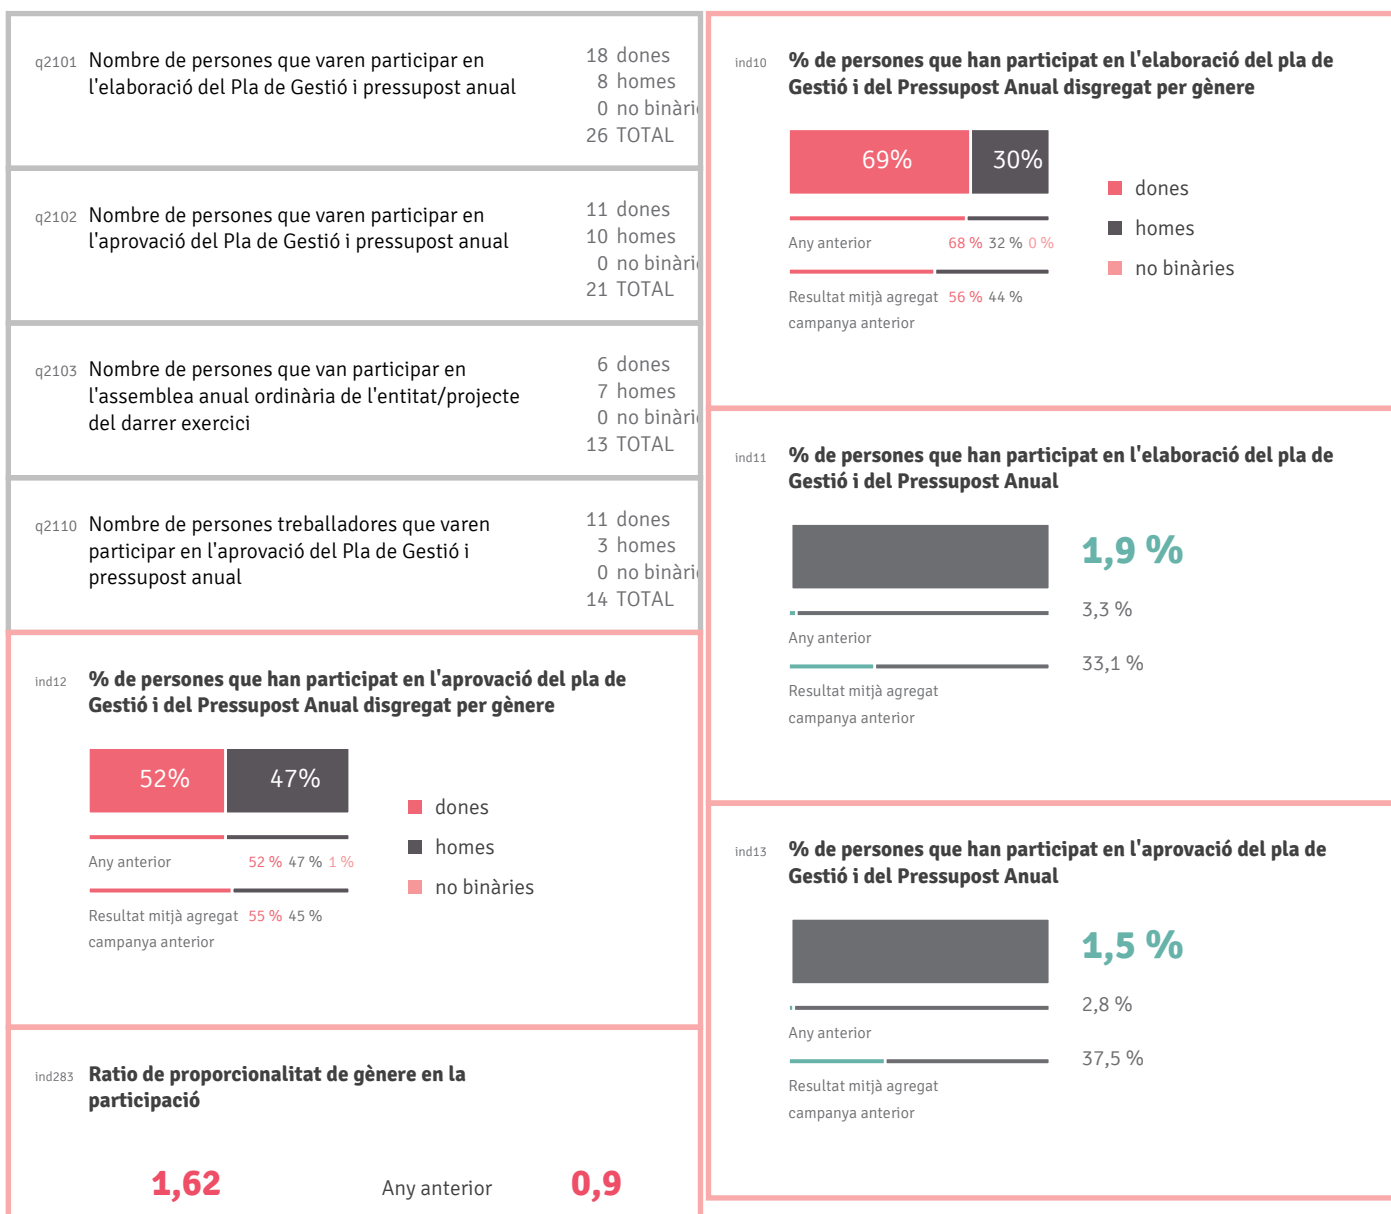 q2101 Nombre de persones que varen participar en
l'elaboració del Pla de Gestió i pressupost anual
18 dones
8 homes
0 no binàri
26 TOTAL
q2102 Nombre de persones que varen participar en
l'aprovació del Pla de Gestió i pressupost anual
11 dones
10 homes
0 no binàri
21 TOTAL
q2103 Nombre de persones que van participar en
l'assemblea anual ordinària de l'entitat/projecte
del darrer exercici
6 dones
7 homes
0 no binàri
13 TOTAL
q2110 Nombre de persones treballadores que varen
participar en l'aprovació del Pla de Gestió i
pressupost anual
11 dones
3 homes
0 no binàri
14 TOTAL
ind12 % de persones que han participat en l'aprovació del pla de
Gestió i del Pressupost Anual disgregat per gènere
52% 47%
dones
homes
no binàries
Any anterior 52 % 47 % 1 %
Resultat mitjà agregat 55 % 45 %
campanya anterior
ind283 Ratio de proporcionalitat de gènere en la
participació
1,62 Any anterior 0,9
ind10 % de persones que han participat en l'elaboració del pla de
Gestió i del Pressupost Anual disgregat per gènere
69% 30%
dones
homes
no binàries
Any anterior 68 % 32 % 0 %
Resultat mitjà agregat 56 % 44 %
campanya anterior
ind11 % de persones que han participat en l'elaboració del pla de
Gestió i del Pressupost Anual
1,9 %
3,3 %
Any anterior
33,1 %
Resultat mitjà agregat
campanya anterior
ind13 % de persones que han participat en l'aprovació del pla de
Gestió i del Pressupost Anual
1,5 %
2,8 %
Any anterior
37,5 %
Resultat mitjà agregat
campanya anterior